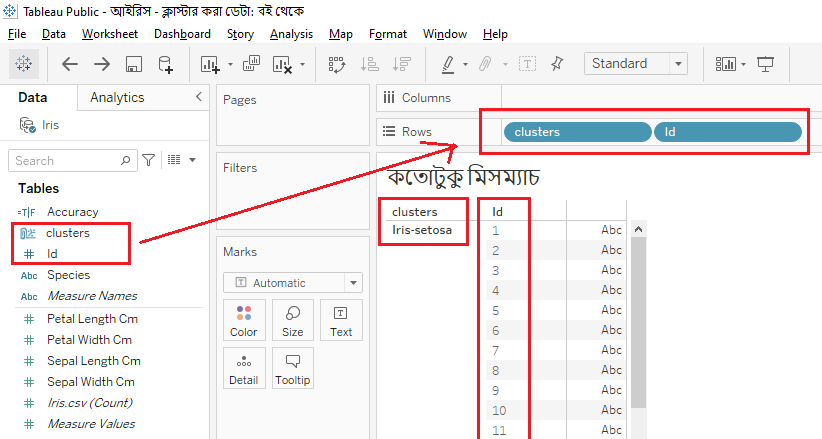 Tableau Public - আইরিস - ক্লাস্টার করা ডেটা: বই থেকে
File Data Worksheet Dashboard Story Analysis Map Format Window Help
Standard
Data Analytics
Iris
Search
Tables
Accuracy
clusters
Id
Abc Species
Abc Measure Names
Petal Length Cm
Petal Width Cm
Sepal Length Cm
Sepal Width Cm
Iris.csv (Count)
Measure Values
Pages
Filters
Marks
Automatic
Color Size Text
Detail Tooltip
Columns
Rows clusters Id
কতোটুকু মিসম্যাচ
clusters Id
Iris-setosa 1 Abc
2 Abc
3 Abc
4 Abc
5 Abc
6 Abc
7 Abc
8 Abc
9 Abc
10 Abc
11 Abc